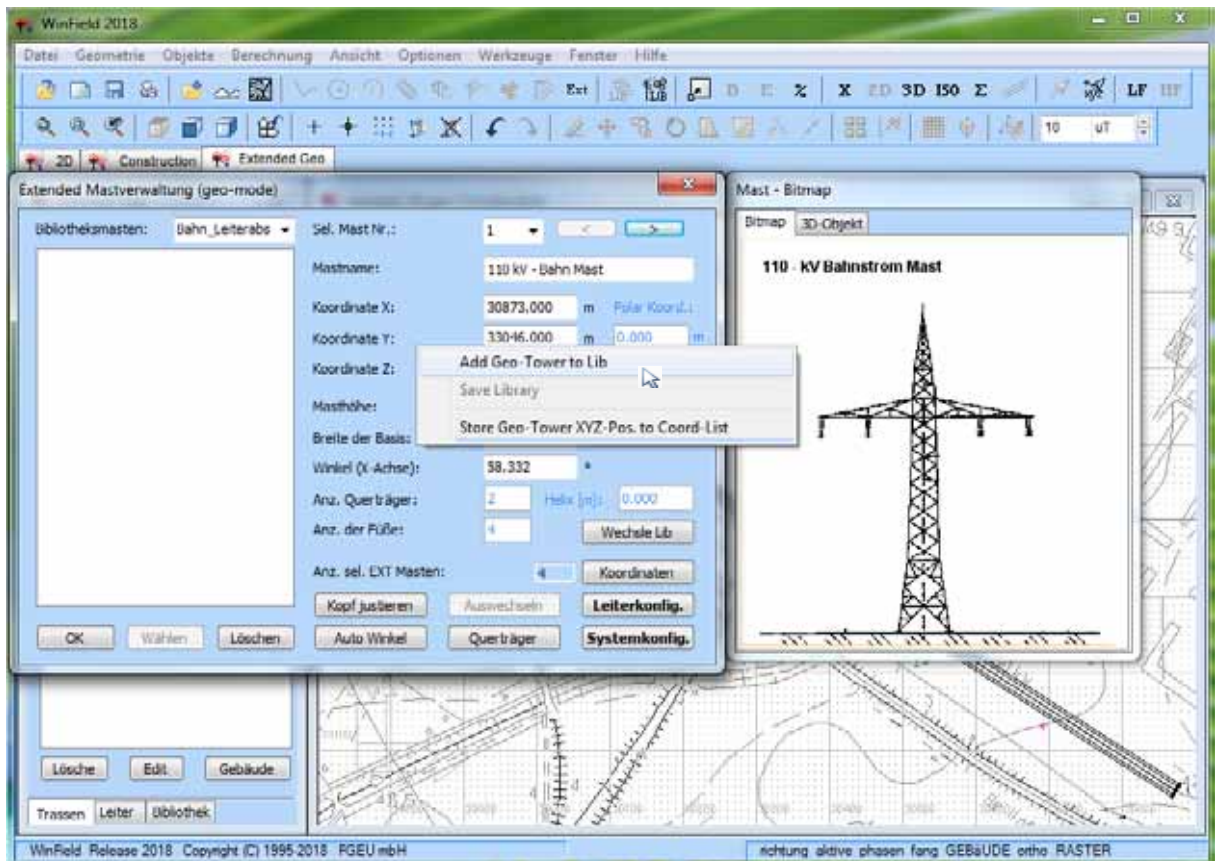 WinField 2018
Datei Geometrie Objekte Berechnung Ansicht Optionen Werkzeuge Fenster Hilfe
Ext LIB D E % X 2D 3D ISO Σ LF HF
10 uT
2D Construction Extended Geo
Extended Mastverwaltung (geo-mode)
Bibliotheksmasten: Bahn_Leiterabs
Sel. Mast Nr.: 1 < >
Mastname: 110 kV - Bahn Mast
Koordinate X: 30873.000 m Polar Koord.:
Koordinate Y: 33046.000 m 0.000 m
Koordinate Z:
Masthöhe:
Breite der Basis:
Add Geo-Tower to Lib
Save Library
Store Geo-Tower XYZ-Pos. to Coord-List
Winkel (X-Achse): 58.332 °
Anz. Querträger: 2 Helix [m]: 0.000
Anz. der Füße: 4 Wechsle Lib
Anz. sel. EXT Masten: 4 Koordinaten
Kopf justieren Auswechseln Leiterkonfig.
OK Wählen Löschen Auto Winkel Querträger Systemkonfig.
Mast - Bitmap
Bitmap 3D-Objekt
110 - kV Bahnstrom Mast
Lösche Edit Gebäude
Trassen Leiter Bibliothek
WinField Release 2018 Copyright (C) 1995-2018 FGEU mbH richtung aktive phasen fang GEBäUDE ortho RASTER